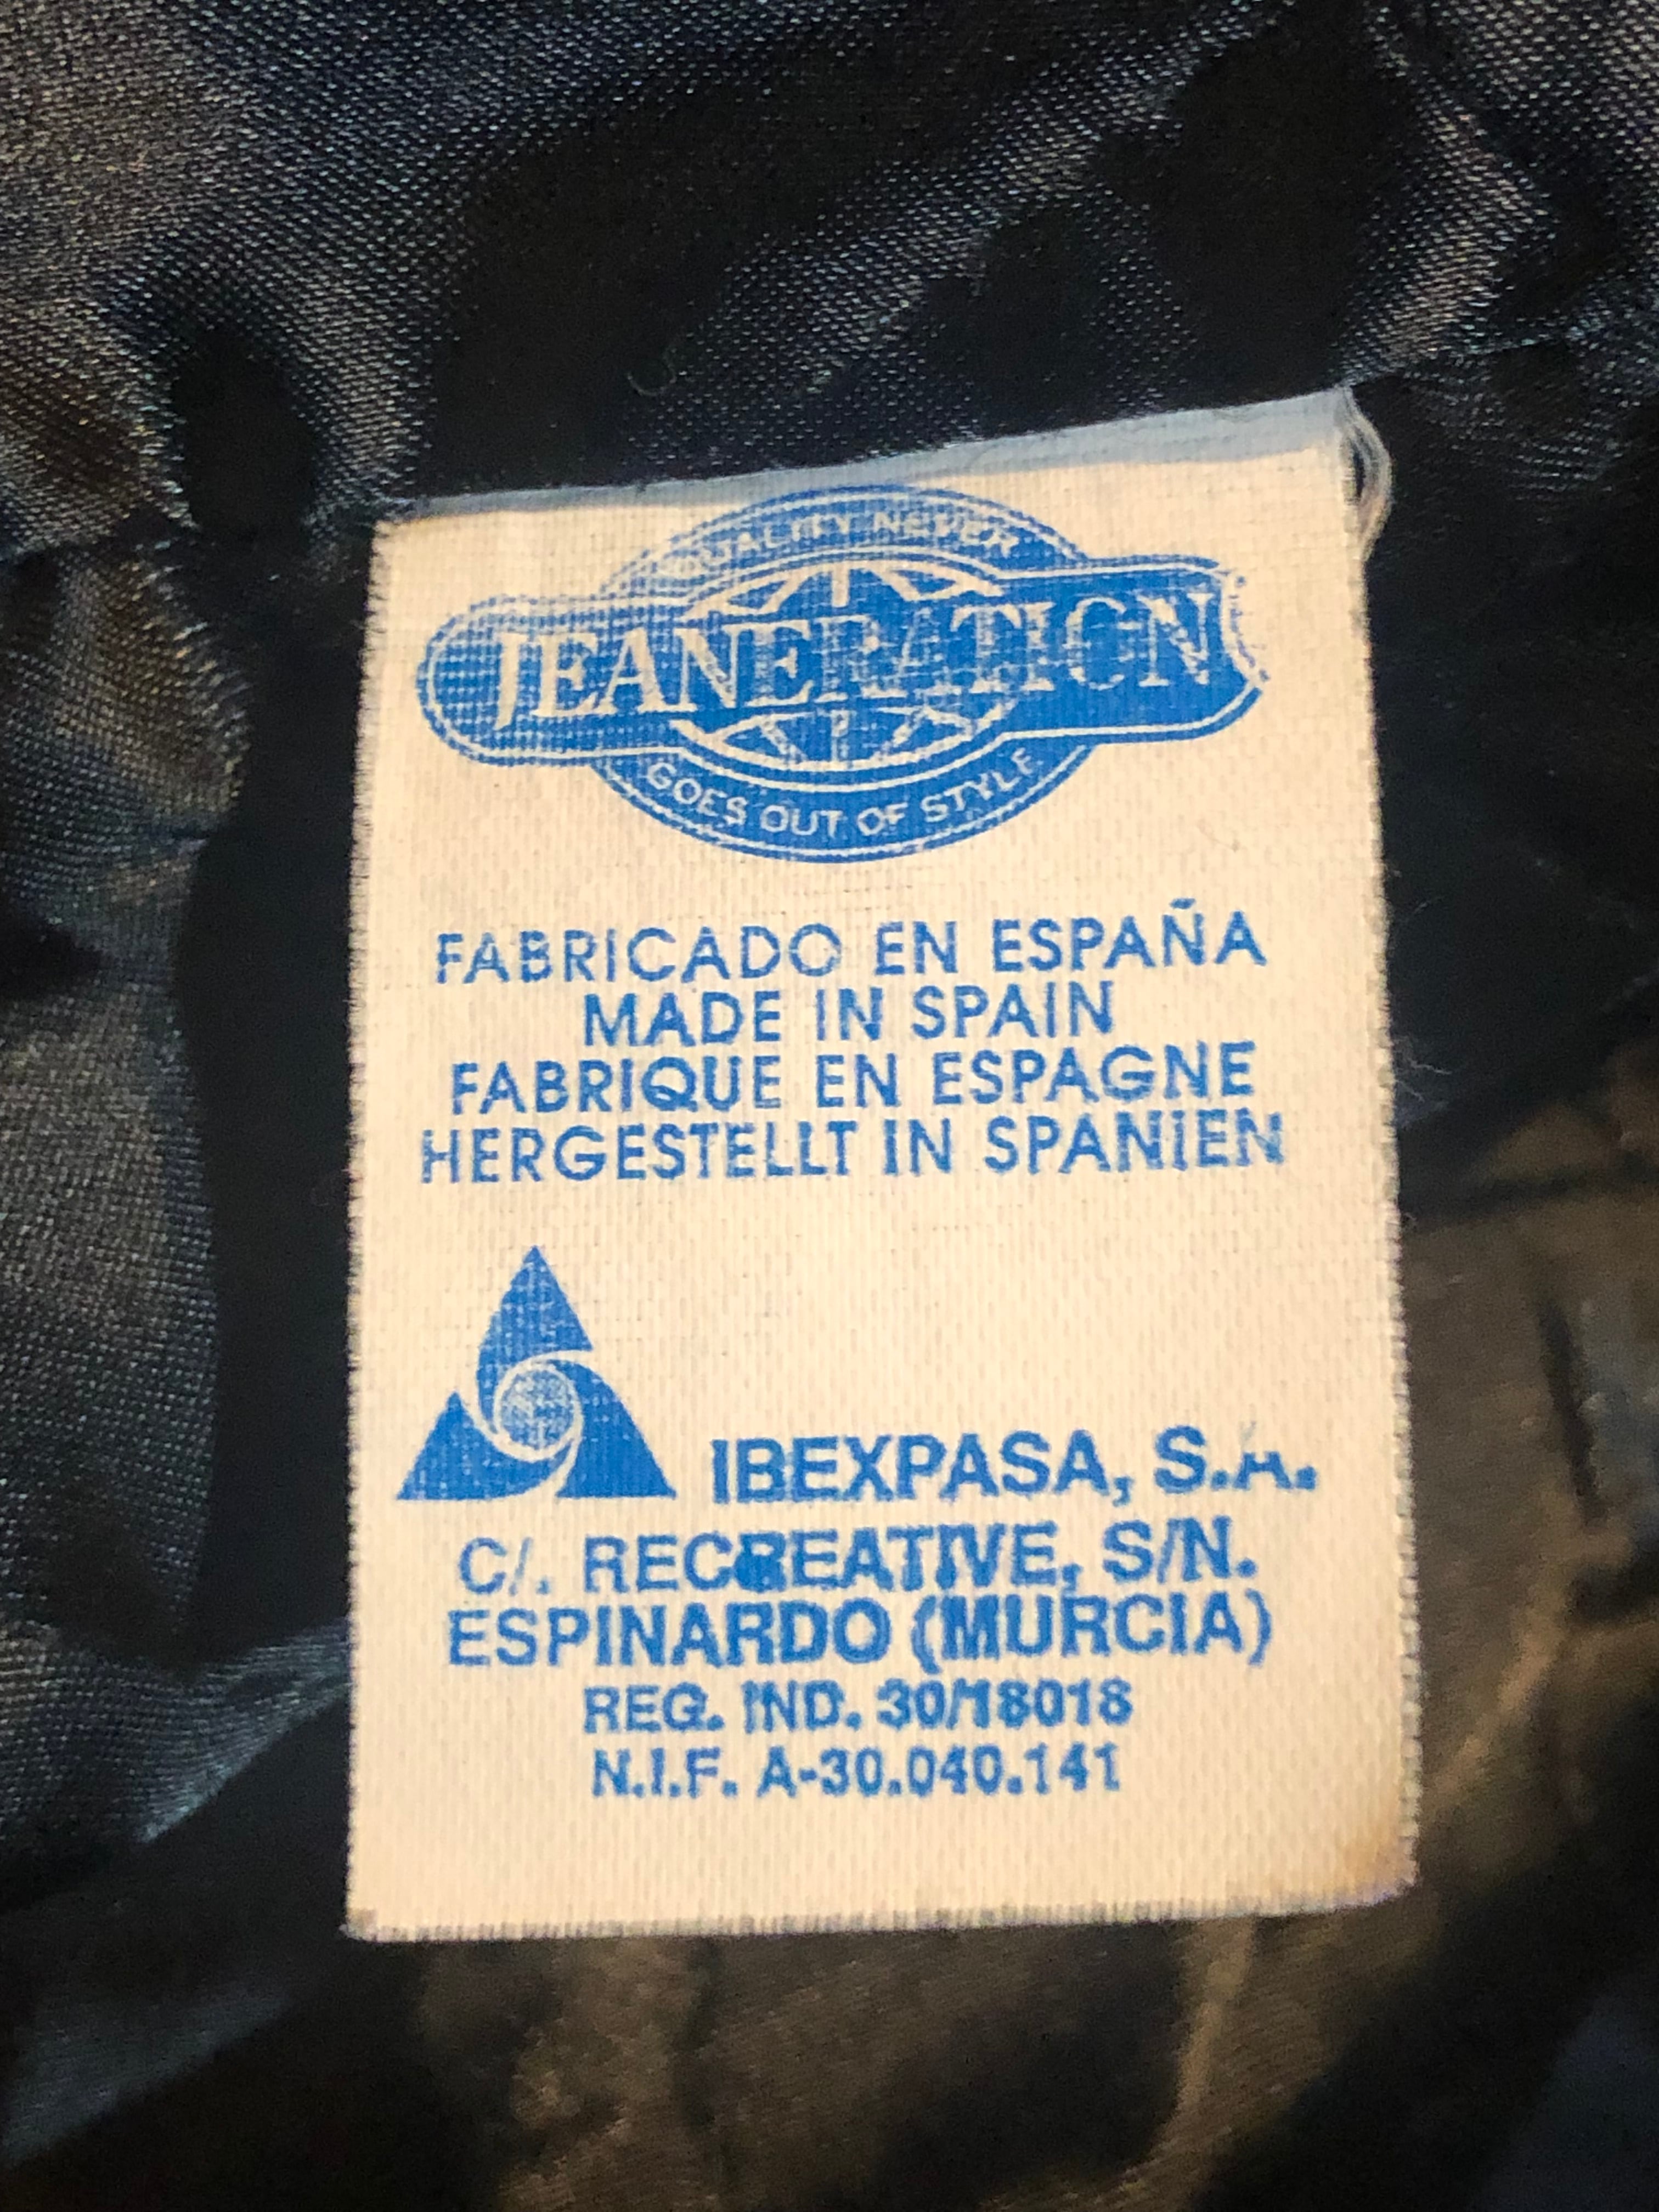 QUALITY NEVER
JEANERATION
GOES OUT OF STYLE
FABRICADO EN ESPAÑA
MADE IN SPAIN
FABRIQUE EN ESPAGNE
HERGESTELLT IN SPANIEN
IBEXPASA, S.A.
C/. RECREATIVE, S/N.
ESPINARDO (MURCIA)
REG. IND. 30/18018
N.I.F. A-30.040.141